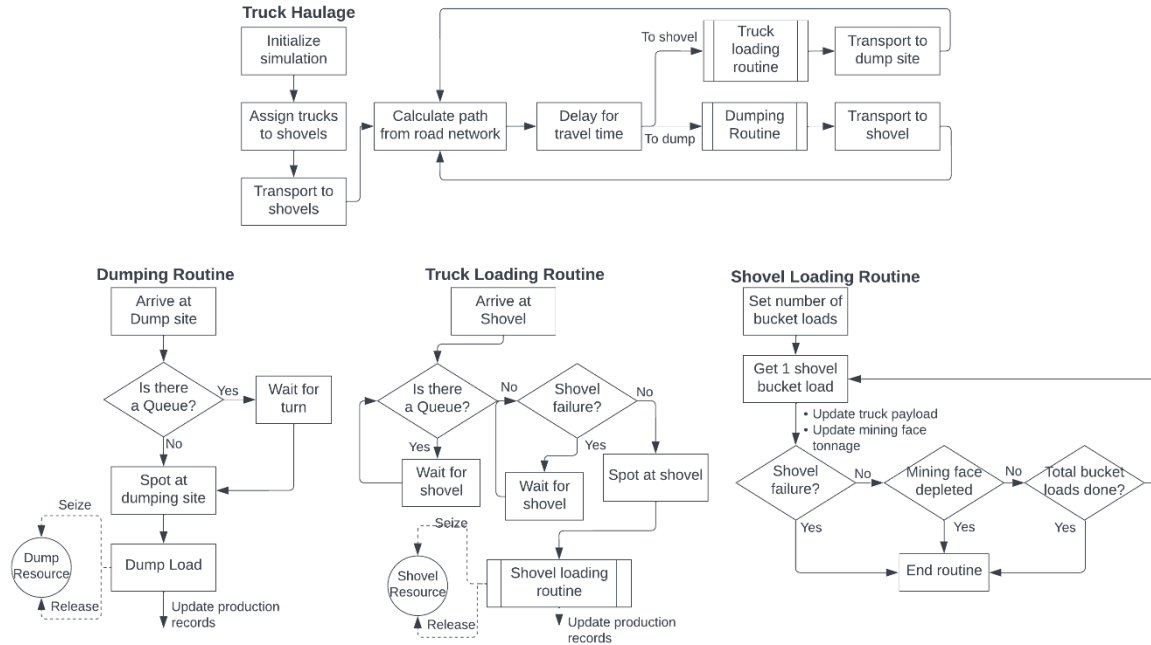 Truck Haulage
Initialize
simulation
Assign trucks
to shovels
Transport to
shovels
Calculate path
from road network
Delay for
travel time
To shovel
To dump
Truck
loading
routine
Transport to
dump site
Dumping
Routine
Transport to
shovel
Dumping Routine
Arrive at
Dump site
Is there
a Queue?
Yes
Wait for
turn
No
Spot at
dumping site
Seize
Dump
Resource
Dump Load
Release
Update production
records
Truck Loading Routine
Arrive at
Shovel
Is there
a Queue?
No
Shovel
failure?
No
Yes
Wait for
shovel
Yes
Wait for
shovel
Spot at shovel
Seize
Shovel
Resource
Shovel loading
routine
Release
Update production
records
Shovel Loading Routine
Set number of
bucket loads
Get 1 shovel
bucket load
• Update truck payload
• Update mining face
tonnage
Shovel
failure?
No
Mining face
depleted
No
Total bucket
loads done?
Yes
Yes
Yes
End routine